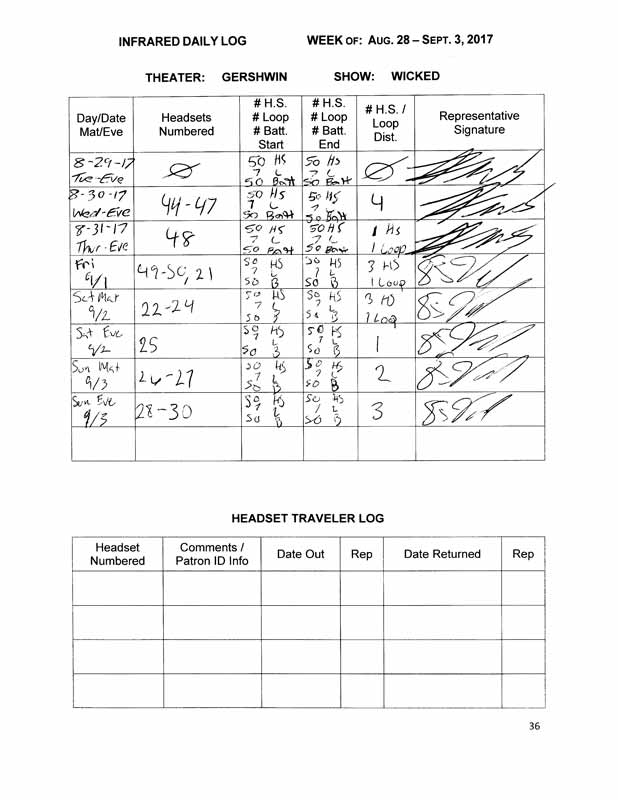 INFRARED DAILY LOG WEEK OF: AUG. 28 – SEPT. 3, 2017
THEATER: GERSHWIN SHOW: WICKED
Day/Date Mat/Eve
Headsets Numbered
# H.S. # Loop # Batt. Start
# H.S. # Loop # Batt. End
# H.S. / Loop Dist.
Representative Signature
8-29-17 50 HS 50 HS
Tue-Eve Ø 7 L 7 L Ø
50 Batt 50 Batt
8-30-17 50 HS 50 HS
Wed-Eve 44-47 7 L 7 L 4
50 Batt 50 Batt
8-31-17 50 HS 50 HS 1 HS
Thur-Eve 48 7 L 7 L 1 Loop
50 Batt 50 Batt
Fri 50 HS 50 HS 3 HS
9/1 49-50, 21 7 L 7 L 1 Loop
50 B 50 B
Sat Mat 50 HS 50 HS 3 HS
9/2 22-24 7 L 7 L 1 Loop
50 B 50 B
Sat Eve 50 HS 50 HS
9/2 25 7 L 7 L 1
50 B 50 B
Sun Mat 50 HS 50 HS
9/3 26-27 7 L 7 L 2
50 B 50 B
Sun Eve 50 HS 50 HS
9/3 28-30 7 L L 3
50 B 50 B
HEADSET TRAVELER LOG
Headset Numbered
Comments / Patron ID Info
Date Out
Rep
Date Returned
Rep
36